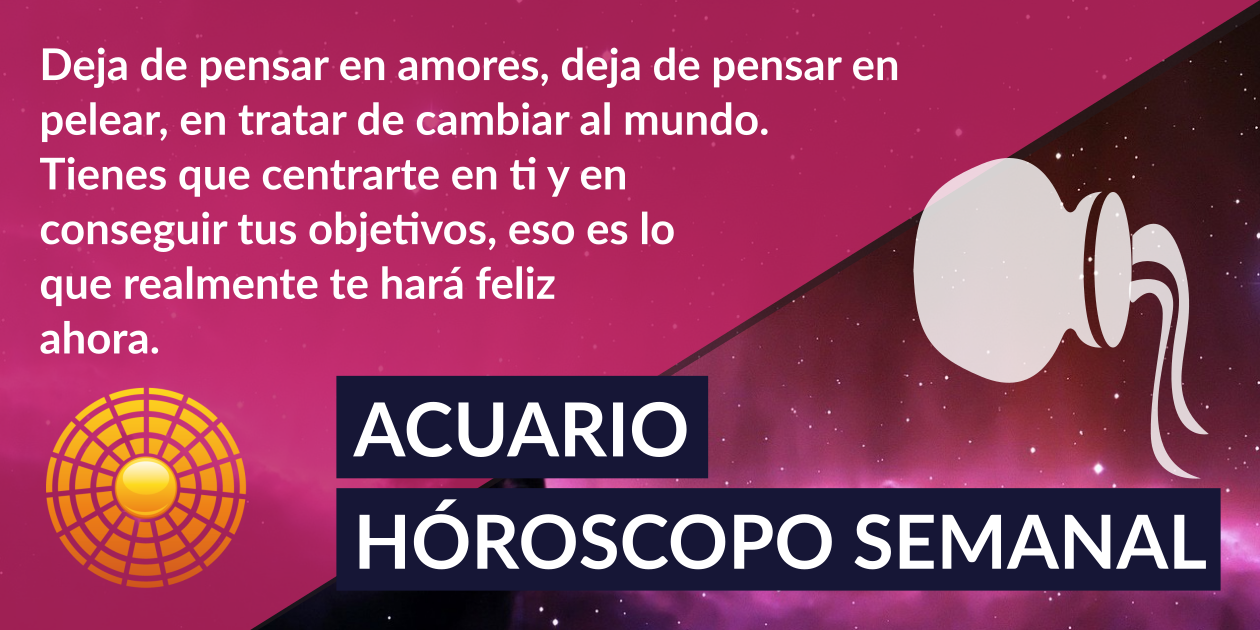 Deja de pensar en amores, deja de pensar en
pelear, en tratar de cambiar al mundo.
Tienes que centrarte en ti y en
conseguir tus objetivos, eso es lo
que realmente te hará feliz
ahora.
ACUARIO
HÓROSCOPO SEMANAL